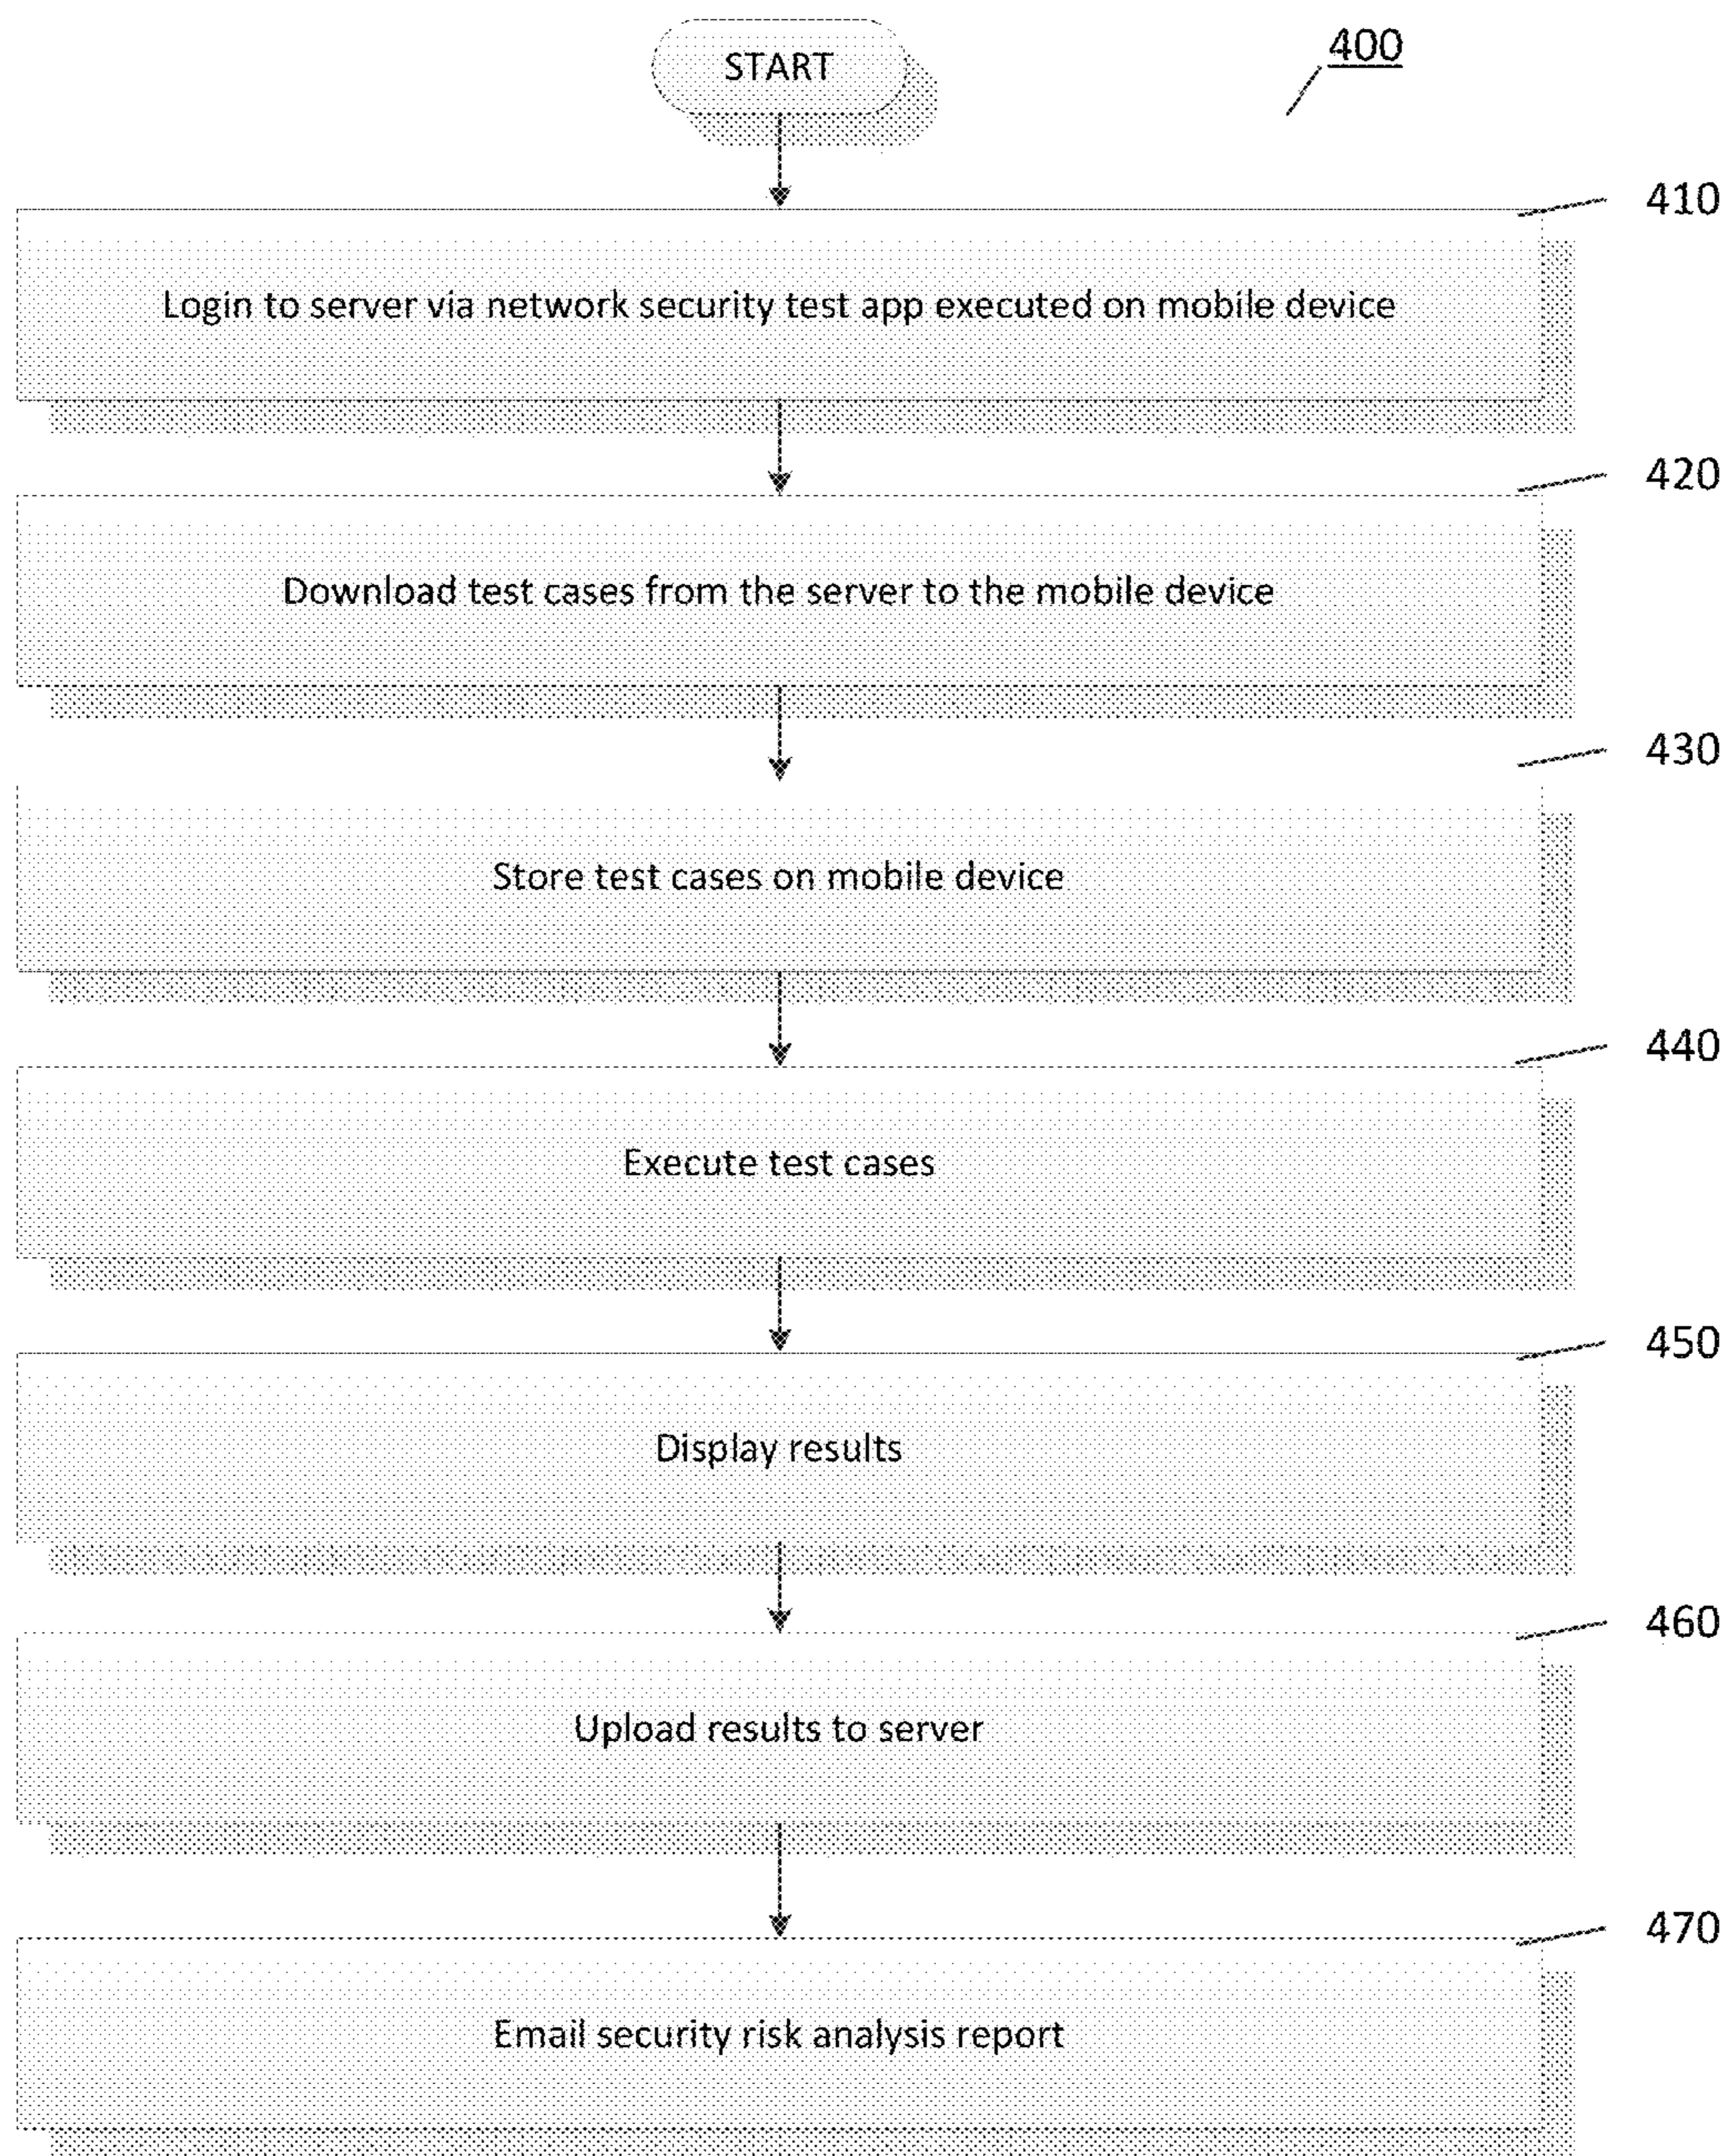 START
400
410
Login to server via network security test app executed on mobile device
420
Download test cases from the server to the mobile device
430
Store test cases on mobile device
440
Execute test cases
450
Display results
460
Upload results to server
470
Email security risk analysis report